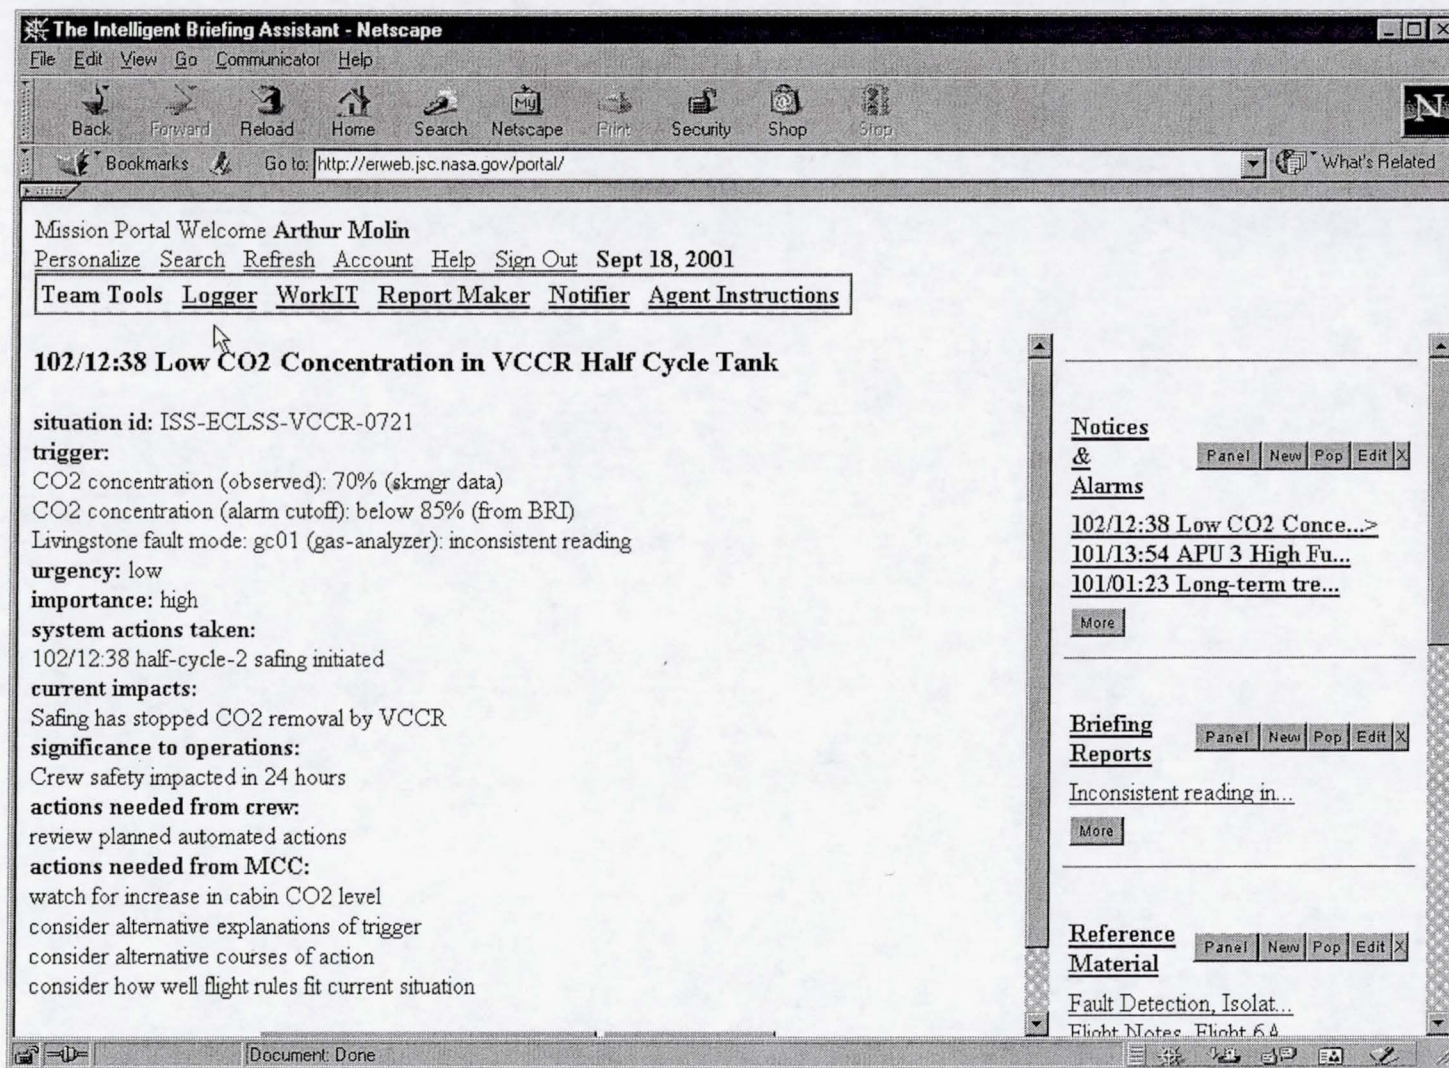 The Intelligent Briefing Assistant - Netscape
File Edit View Go Communicator Help
Back Forward Reload Home Search Netscape Print Security Shop Stop
My
N
Bookmarks Go to: http://erweb.jsc.nasa.gov/portal/ What's Related
Mission Portal Welcome Arthur Molin
Personalize Search Refresh Account Help Sign Out Sept 18, 2001
Team Tools Logger WorkIT Report Maker Notifier Agent Instructions
102/12:38 Low CO2 Concentration in VCCR Half Cycle Tank
situation id: ISS-ECLSS-VCCR-0721
trigger:
CO2 concentration (observed): 70% (skmgr data)
CO2 concentration (alarm cutoff): below 85% (from BRI)
Livingstone fault mode: gc01 (gas-analyzer): inconsistent reading
urgency: low
importance: high
system actions taken:
102/12:38 half-cycle-2 safing initiated
current impacts:
Safing has stopped CO2 removal by VCCR
significance to operations:
Crew safety impacted in 24 hours
actions needed from crew:
review planned automated actions
actions needed from MCC:
watch for increase in cabin CO2 level
consider alternative explanations of trigger
consider alternative courses of action
consider how well flight rules fit current situation
Notices
&
Alarms
Panel New Pop Edit X
102/12:38 Low CO2 Conce...>
101/13:54 APU 3 High Fu...
101/01:23 Long-term tre...
More
Briefing
Reports
Panel New Pop Edit X
Inconsistent reading in...
More
Reference
Material
Panel New Pop Edit X
Fault Detection, Isolat...
Flight Notes, Flight 6A
Document: Done